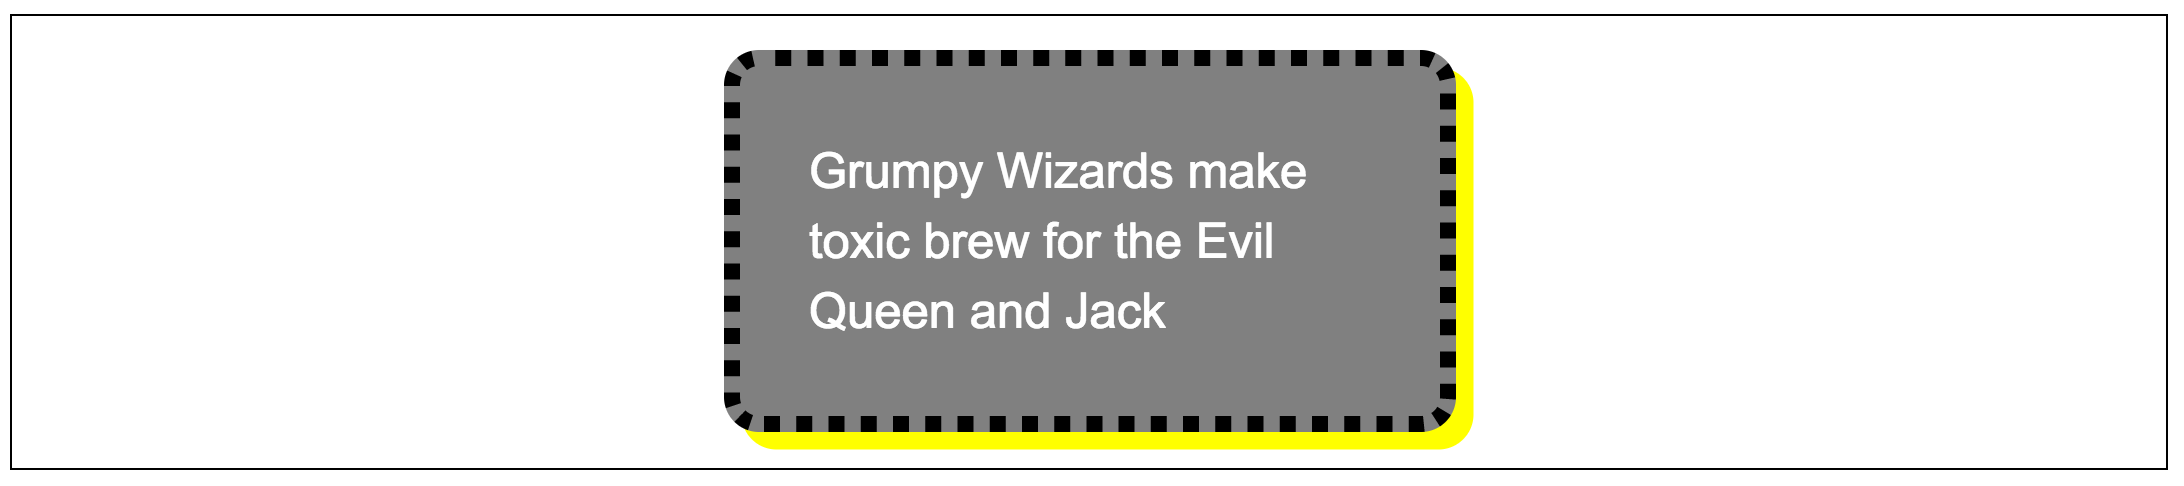 Grumpy Wizards make
toxic brew for the Evil
Queen and Jack